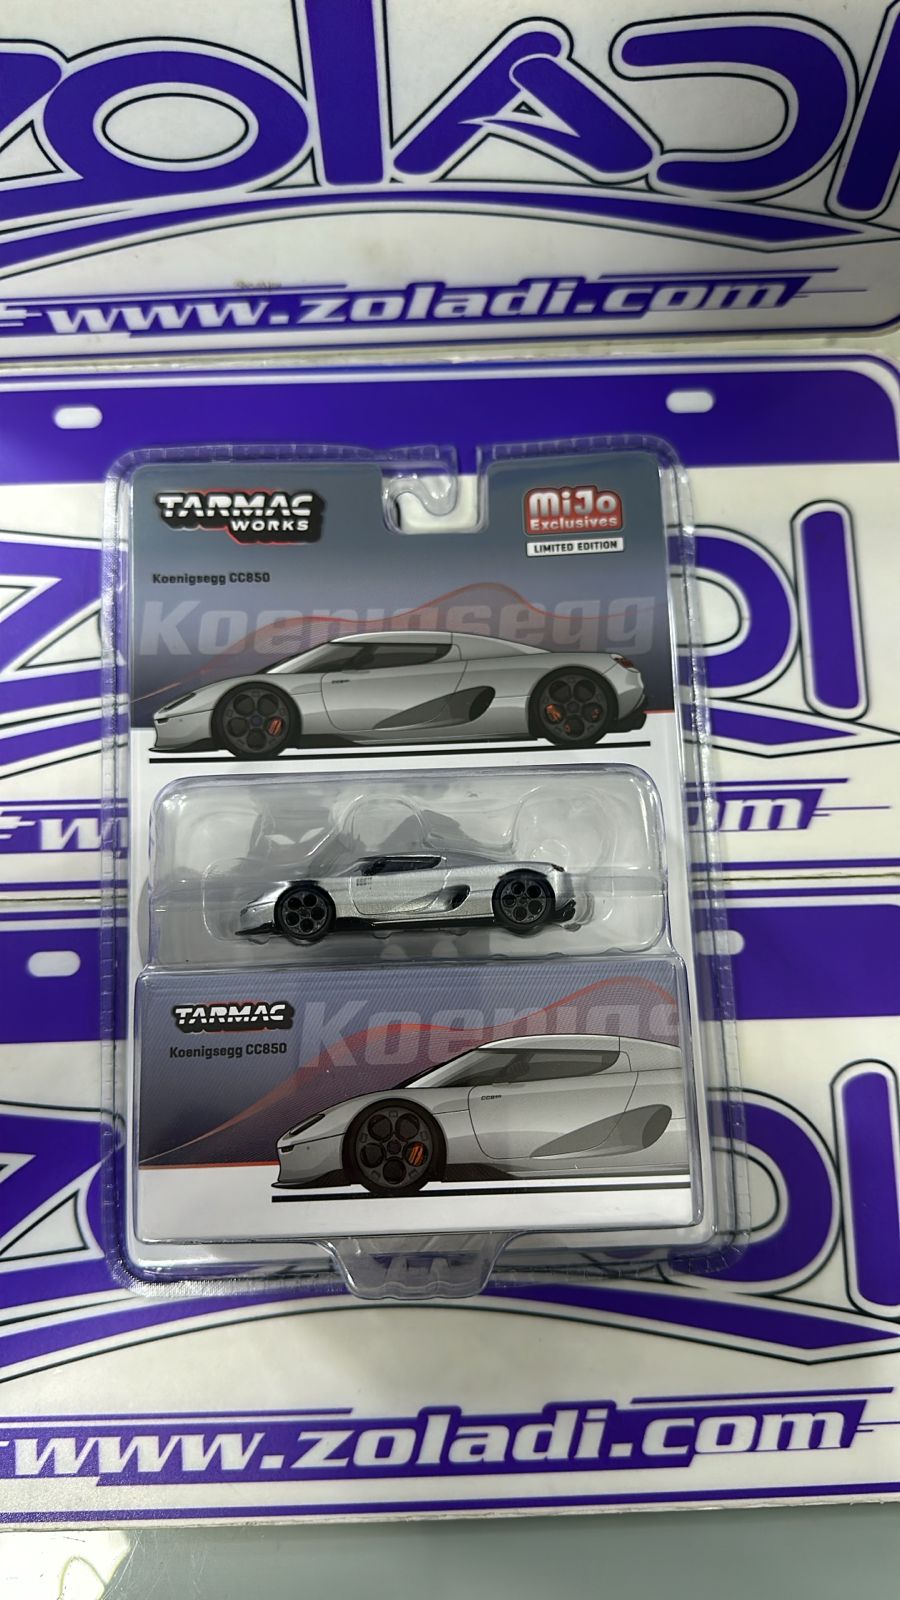 ZOLADI
www.zoladi.com
TARMAC
WORKS
MiJo
Exclusives
LIMITED EDITION
Koenigsegg CC850
Koenigsegg
TARMAC
Koenigsegg CC850
CC850
www.zoladi.com